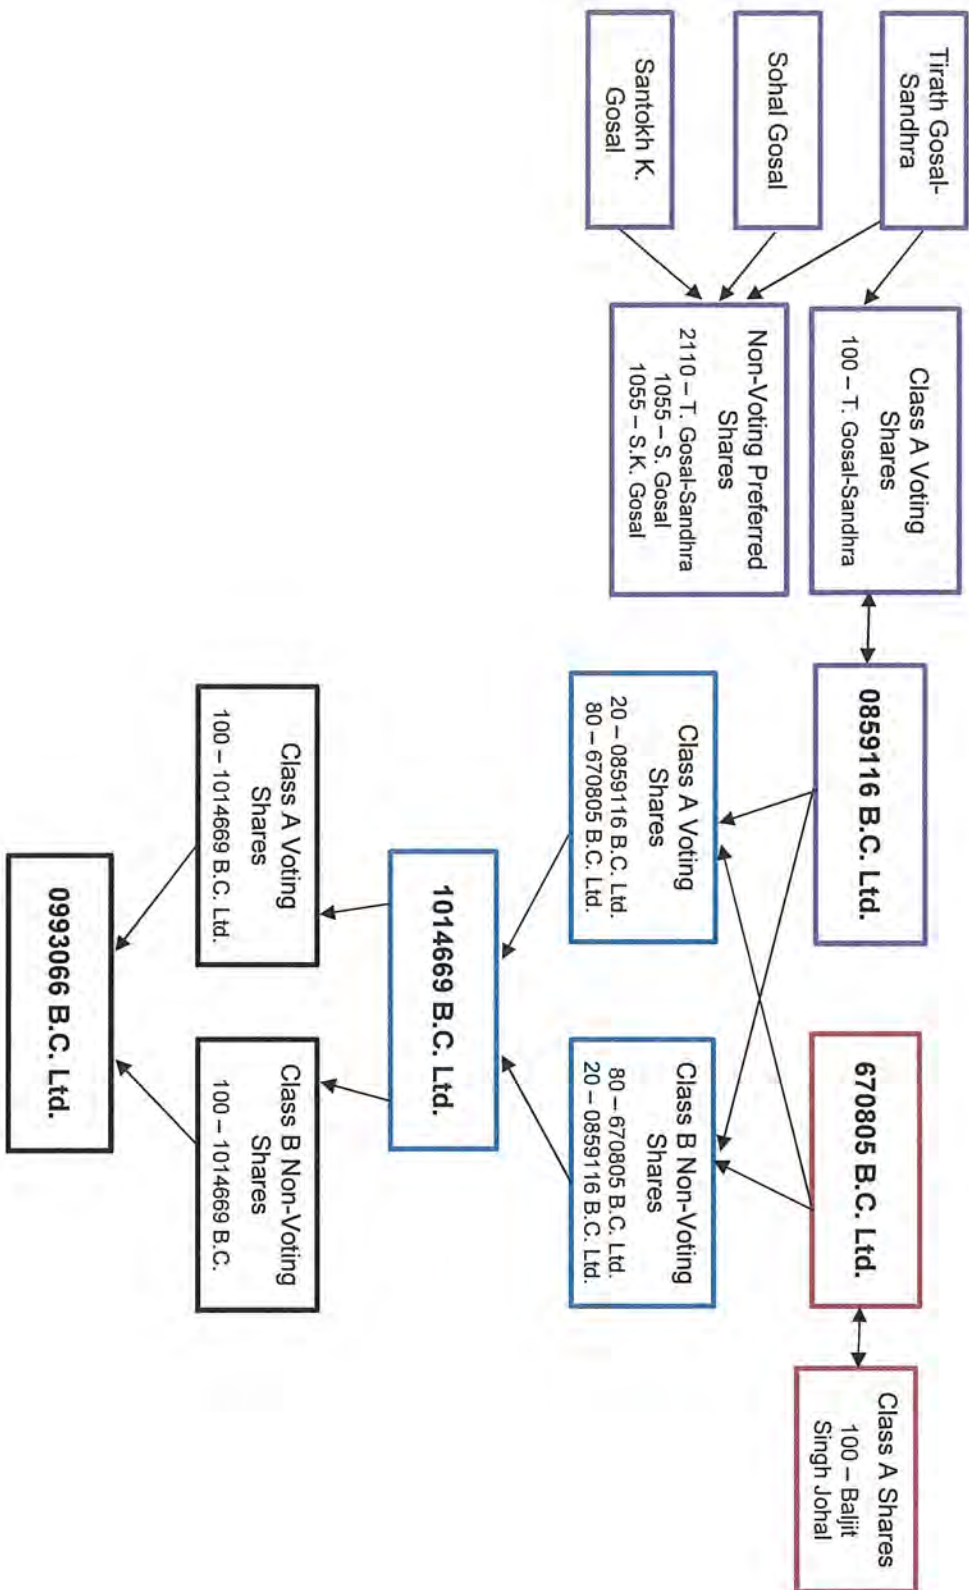 Tirath Gosal-
Sandhra
Sohal Gosal
Santokh K.
Gosal
Class A Voting
Shares
100 – T. Gosal-Sandhra
Non-Voting Preferred
Shares
2110 – T. Gosal-Sandhra
1055 – S. Gosal
1055 – S.K. Gosal
0859116 B.C. Ltd.
670805 B.C. Ltd.
Class A Shares
100 – Baljit
Singh Johal
Class A Voting
Shares
20 – 0859116 B.C. Ltd.
80 – 670805 B.C. Ltd.
Class B Non-Voting
Shares
80 – 670805 B.C. Ltd.
20 – 0859116 B.C. Ltd.
1014669 B.C. Ltd.
Class A Voting
Shares
100 – 1014669 B.C. Ltd.
Class B Non-Voting
Shares
100 – 1014669 B.C.
0993066 B.C. Ltd.